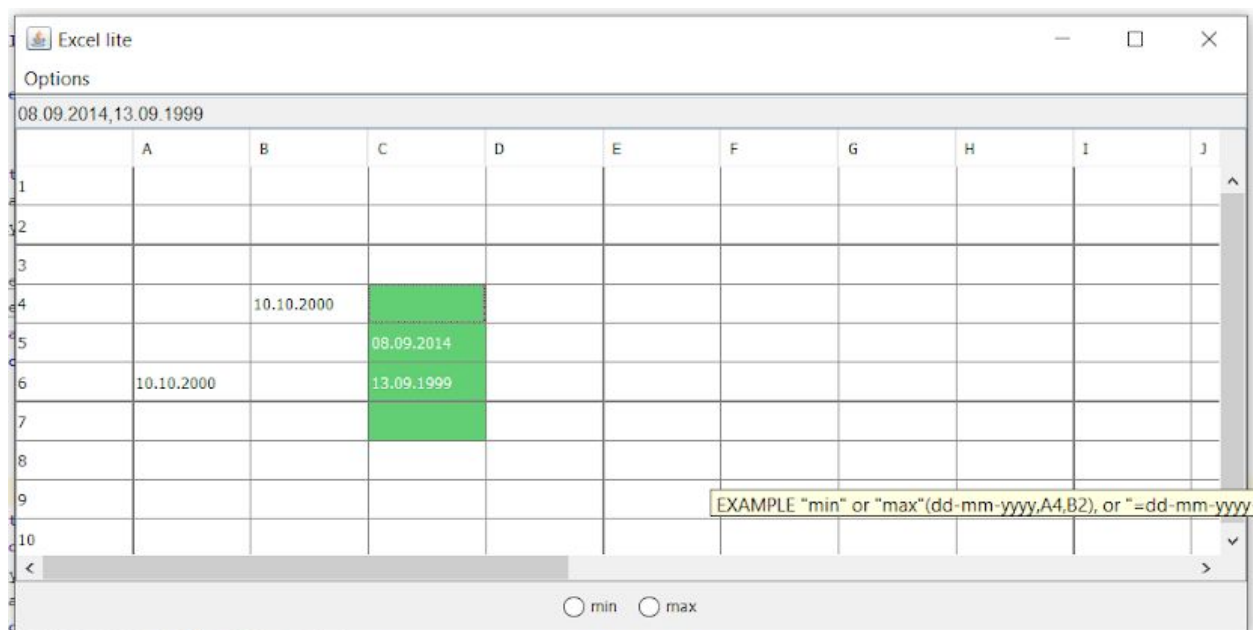 Excel lite
Options
08.09.2014,13.09.1999
A B C D E F G H I J
1
2
3
4 10.10.2000
5 08.09.2014
6 10.10.2000 13.09.1999
7
8
9
EXAMPLE "min" or "max"(dd-mm-yyyy,A4,B2), or "=dd-mm-yyyy
10
min max